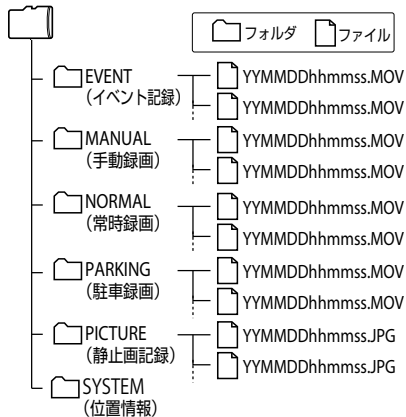 フォルダ ファイル
EVENT YYMMDDhhmmss.MOV
(イベント記録) YYMMDDhhmmss.MOV
MANUAL YYMMDDhhmmss.MOV
(手動録画) YYMMDDhhmmss.MOV
NORMAL YYMMDDhhmmss.MOV
(常時録画) YYMMDDhhmmss.MOV
PARKING YYMMDDhhmmss.MOV
(駐車録画) YYMMDDhhmmss.MOV
PICTURE YYMMDDhhmmss.JPG
(静止画記録) YYMMDDhhmmss.JPG
SYSTEM
(位置情報)